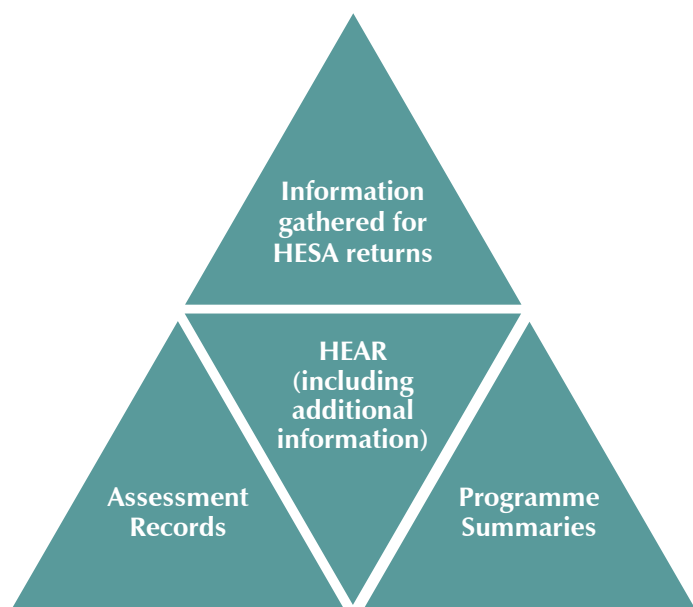 Information
gathered for
HESA returns
HEAR
(including
additional
information)
Assessment
Records
Programme
Summaries